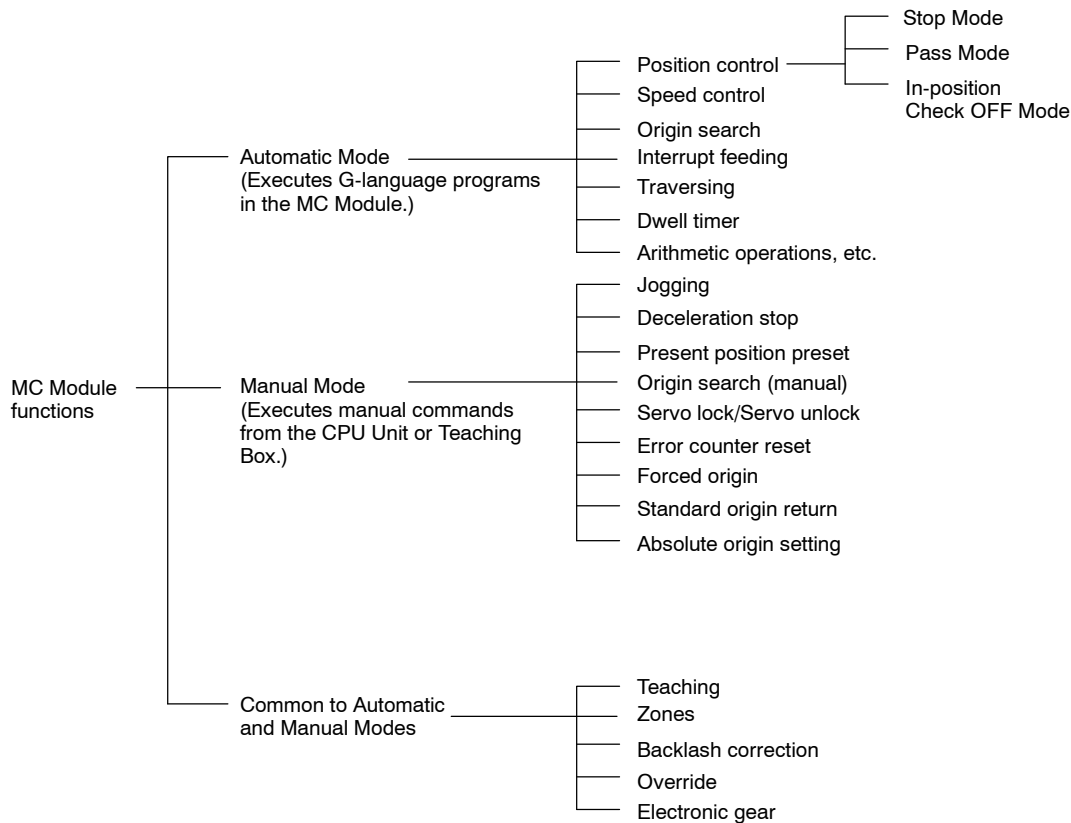 MC Module
functions
Automatic Mode
(Executes G-language programs
in the MC Module.)
Position control
Stop Mode
Pass Mode
In-position
Check OFF Mode
Speed control
Origin search
Interrupt feeding
Traversing
Dwell timer
Arithmetic operations, etc.
Manual Mode
(Executes manual commands
from the CPU Unit or Teaching
Box.)
Jogging
Deceleration stop
Present position preset
Origin search (manual)
Servo lock/Servo unlock
Error counter reset
Forced origin
Standard origin return
Absolute origin setting
Common to Automatic
and Manual Modes
Teaching
Zones
Backlash correction
Override
Electronic gear